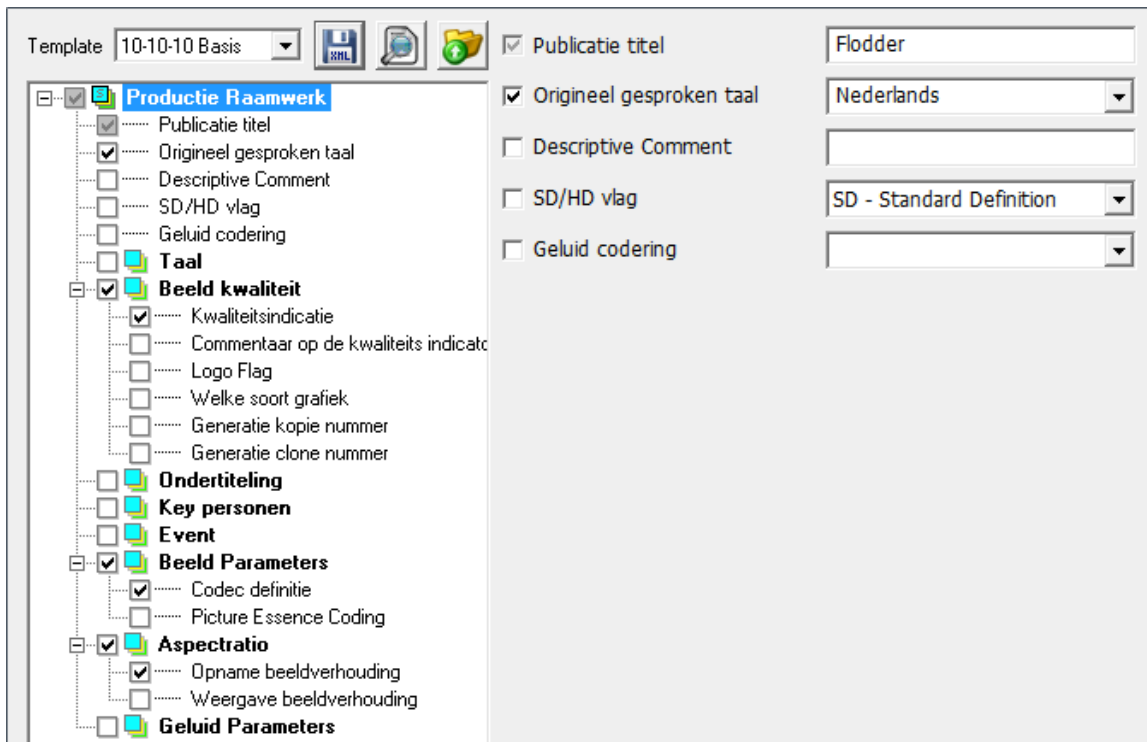 Template 10-10-10 Basis XML
Productie Raamwerk
Publicatie titel
Origineel gesproken taal
Descriptive Comment
SD/HD vlag
Geluid codering
Taal
Beeld kwaliteit
Kwaliteitsindicatie
Commentaar op de kwaliteits indicato
Logo Flag
Welke soort grafiek
Generatie kopie nummer
Generatie clone nummer
Ondertiteling
Key personen
Event
Beeld Parameters
Codec definitie
Picture Essence Coding
Aspectratio
Opname beeldverhouding
Weergave beeldverhouding
Geluid Parameters
Publicatie titel Flodder
Origineel gesproken taal Nederlands
Descriptive Comment
SD/HD vlag SD - Standard Definition
Geluid codering